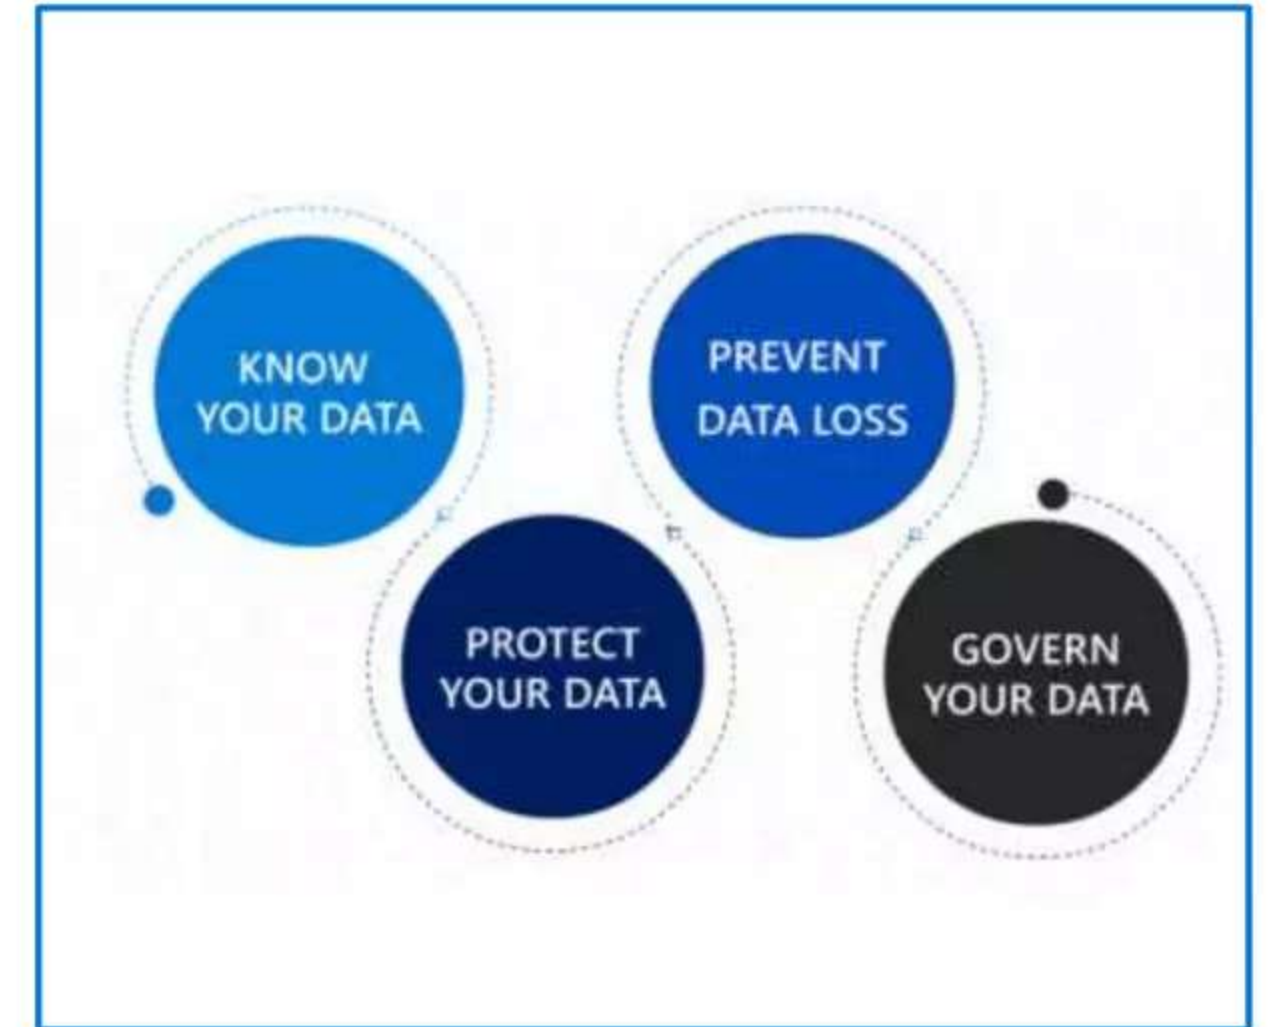 KNOW
YOUR DATA
PROTECT
YOUR DATA
PREVENT
DATA LOSS
GOVERN
YOUR DATA